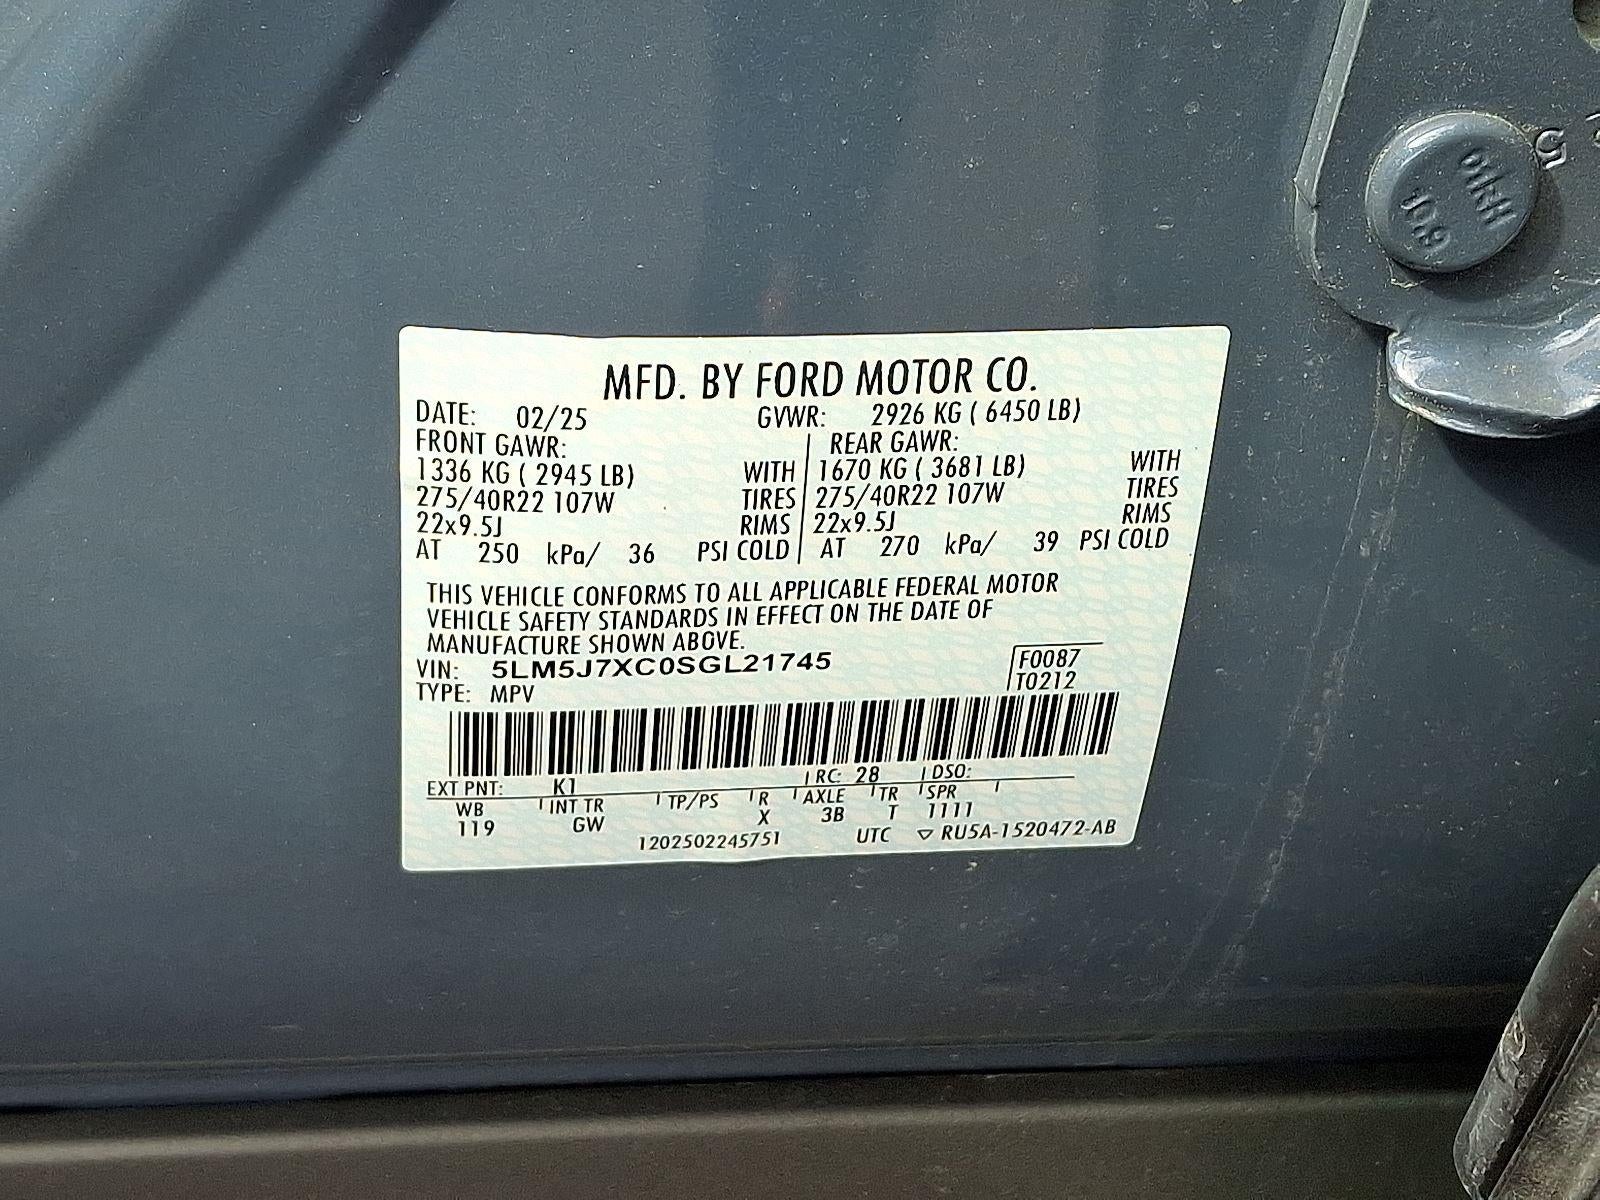 MFD. BY FORD MOTOR CO.
DATE: 02/25 GVWR: 2926 KG ( 6450 LB)
FRONT GAWR: REAR GAWR:
1336 KG ( 2945 LB) WITH 1670 KG ( 3681 LB) WITH
275/40R22 107W TIRES 275/40R22 107W TIRES
22x9.5J RIMS 22x9.5J RIMS
AT 250 kPa/ 36 PSI COLD AT 270 kPa/ 39 PSI COLD
THIS VEHICLE CONFORMS TO ALL APPLICABLE FEDERAL MOTOR
VEHICLE SAFETY STANDARDS IN EFFECT ON THE DATE OF
MANUFACTURE SHOWN ABOVE.
VIN: 5LM5J7XC0SGL21745 F0087
TYPE: MPV T0212
EXT PNT: K1 RC: 28 DSO:
WB INT TR TP/PS R AXLE TR SPR
119 GW X 3B T 1111
1202502245751 UTC ▽ RU5A-1520472-AB